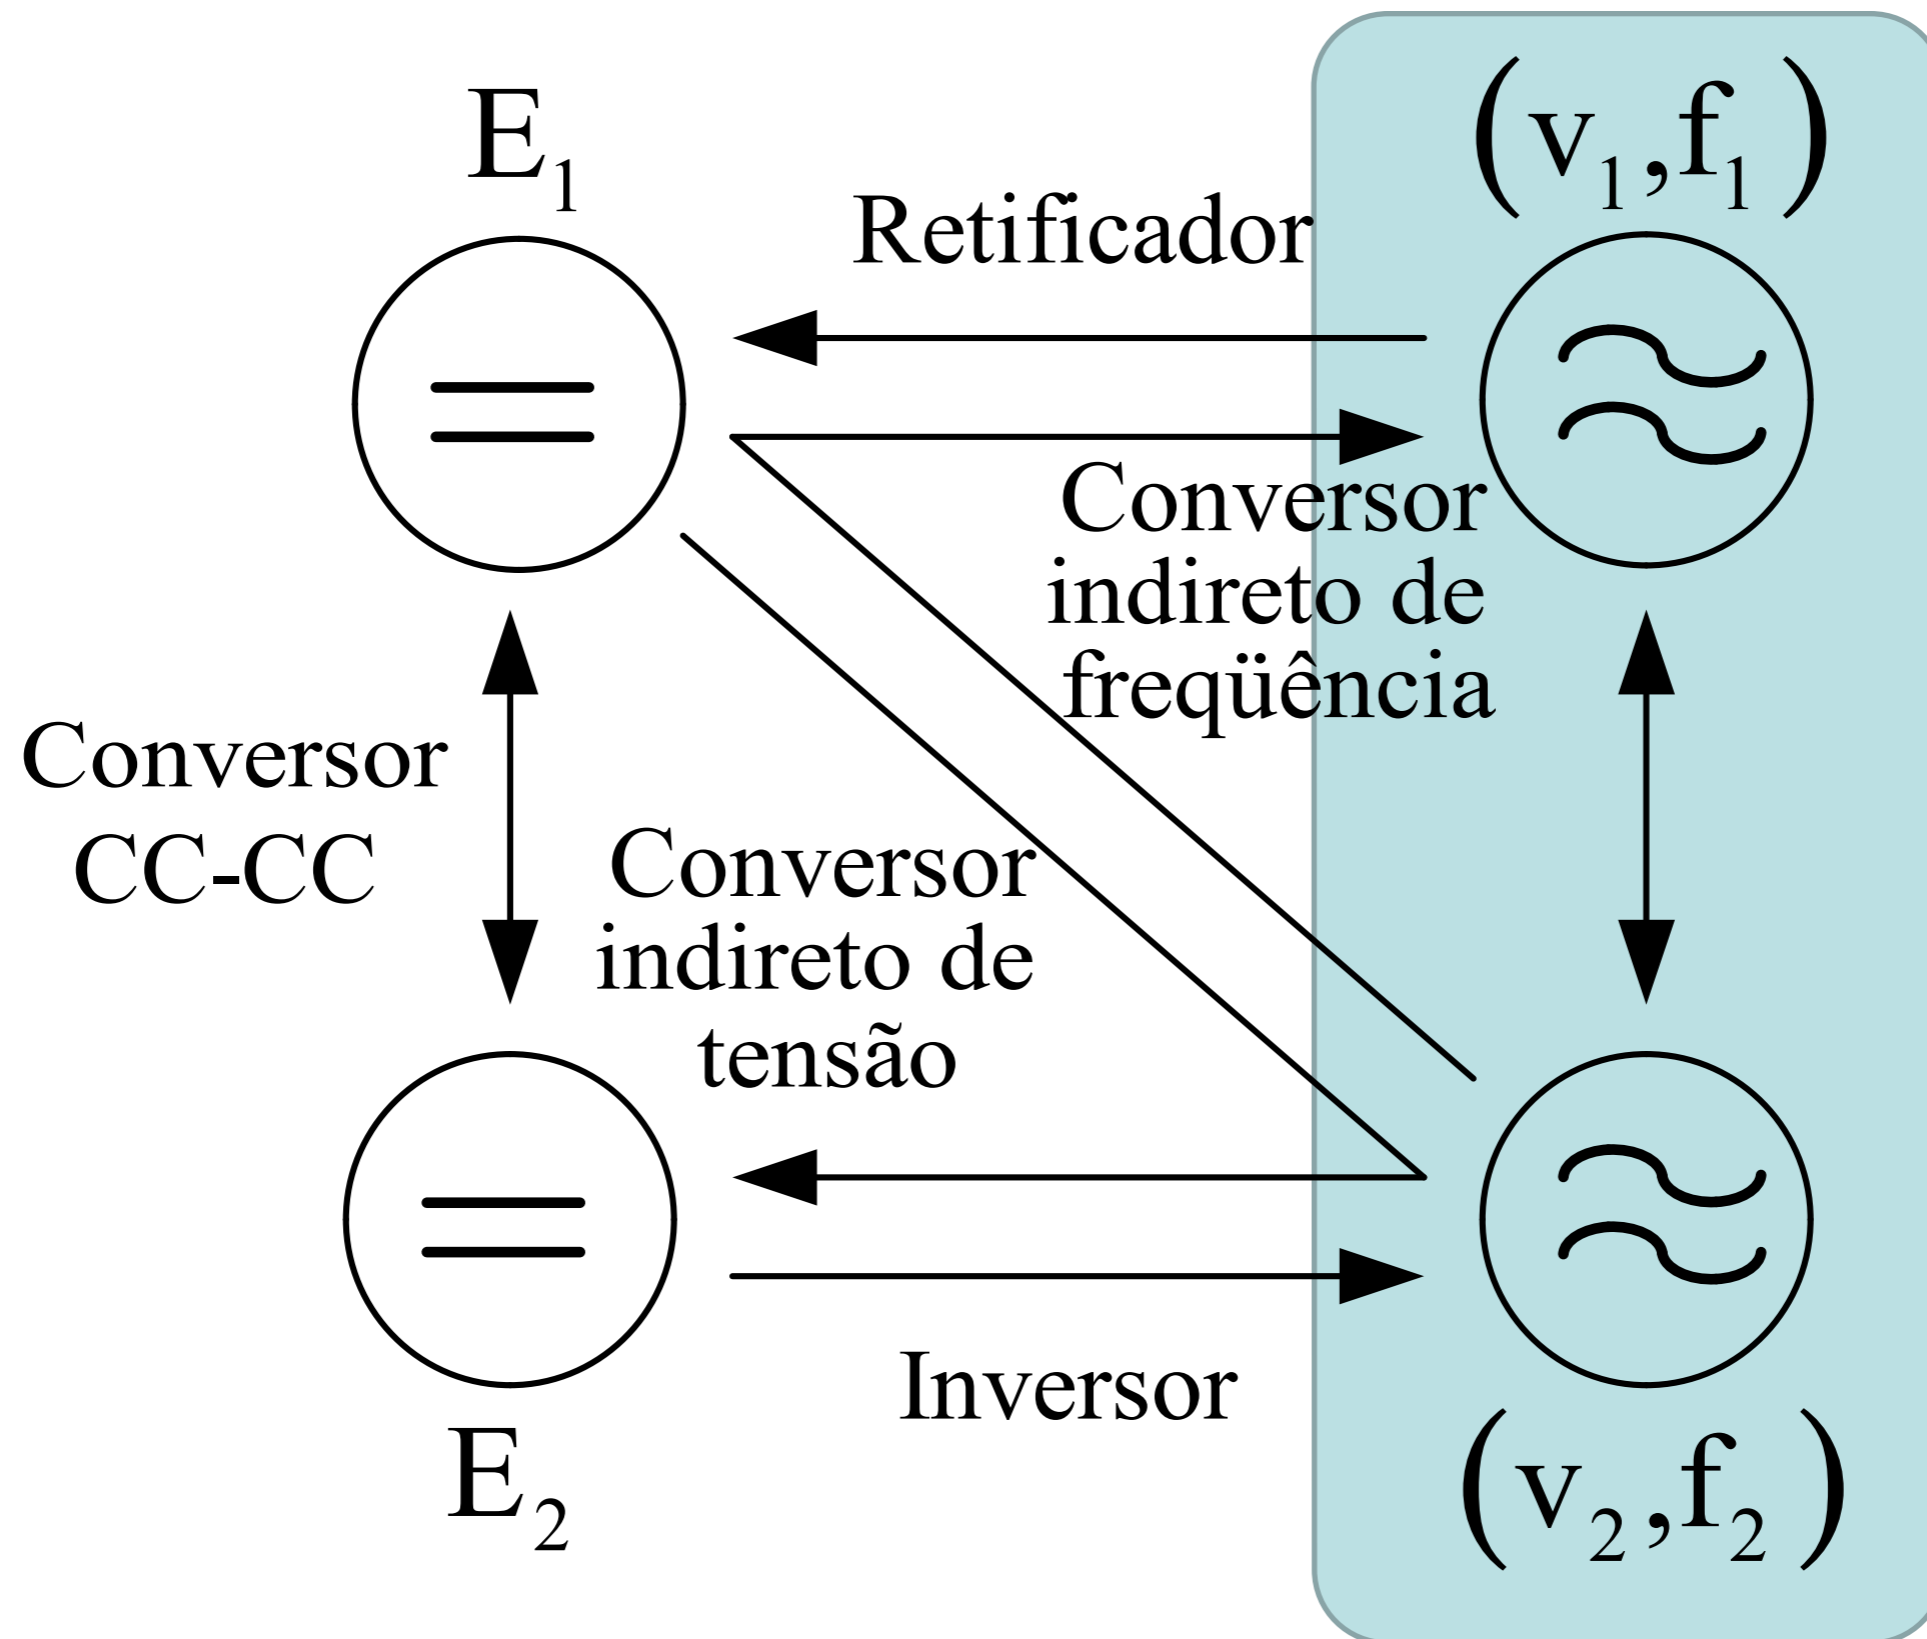 E₁
(v₁,f₁)
Retificador
Conversor
indireto de
freqüência
Conversor
CC-CC
Conversor
indireto de
tensão
Inversor
E₂
(v₂,f₂)